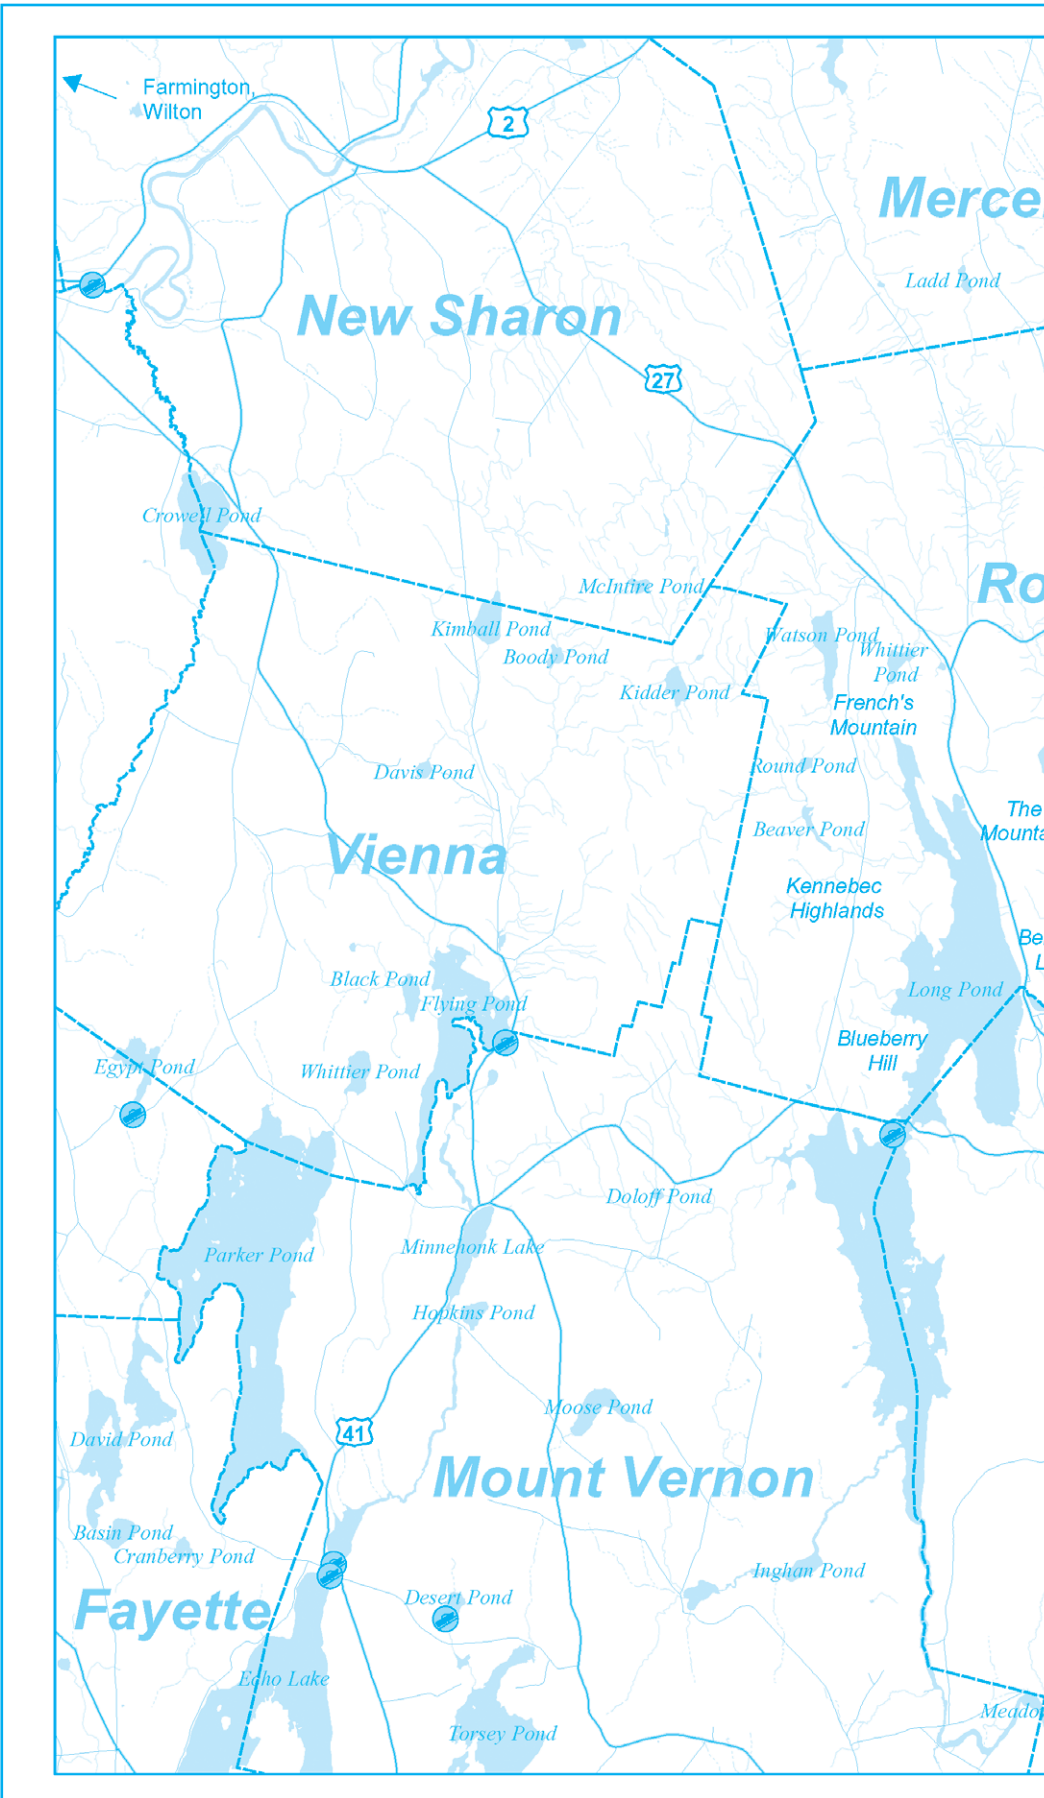 Farmington,
Wilton
2
Merce
Ladd Pond
New Sharon
27
Crowell Pond
McIntire Pond
Ro
Kimball Pond
Watson Pond
Boody Pond
Whittier
Pond
Kidder Pond
French's
Mountain
Davis Pond
Round Pond
The
Mounta
Beaver Pond
Vienna
Kennebec
Highlands
Be
L
Black Pond
Flying Pond
Long Pond
Blueberry
Hill
Egypt Pond
Whittier Pond
Doloff Pond
Parker Pond
Minnehonk Lake
Hopkins Pond
Moose Pond
41
David Pond
Mount Vernon
Basin Pond
Cranberry Pond
Inghan Pond
Desert Pond
Fayette
Echo Lake
Meado
Torsey Pond